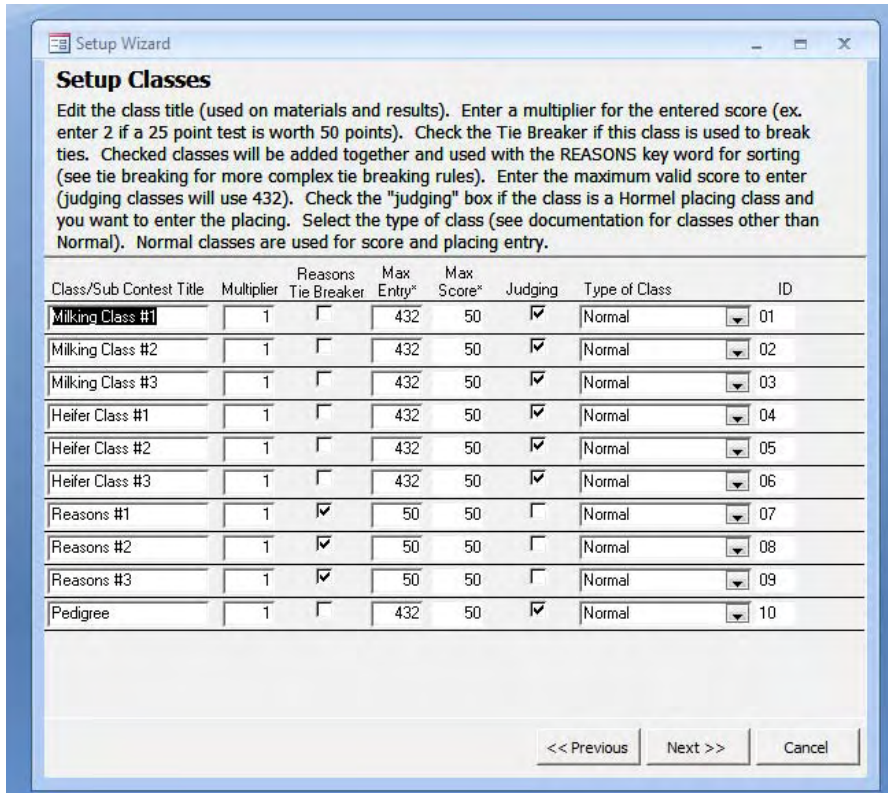 Setup Wizard
Setup Classes
Edit the class title (used on materials and results). Enter a multiplier for the entered score (ex.
enter 2 if a 25 point test is worth 50 points). Check the Tie Breaker if this class is used to break
ties. Checked classes will be added together and used with the REASONS key word for sorting
(see tie breaking for more complex tie breaking rules). Enter the maximum valid score to enter
(judging classes will use 432). Check the "judging" box if the class is a Hormel placing class and
you want to enter the placing. Select the type of class (see documentation for classes other than
Normal). Normal classes are used for score and placing entry.
Reasons Max Max
Class/Sub Contest Title Multiplier Tie Breaker Entry* Score* Judging Type of Class ID
Milking Class #1 1 432 50 Normal 01
Milking Class #2 1 432 50 Normal 02
Milking Class #3 1 432 50 Normal 03
Heifer Class #1 1 432 50 Normal 04
Heifer Class #2 1 432 50 Normal 05
Heifer Class #3 1 432 50 Normal 06
Reasons #1 1 50 50 Normal 07
Reasons #2 1 50 50 Normal 08
Reasons #3 1 50 50 Normal 09
Pedigree 1 432 50 Normal 10
<< Previous Next >> Cancel